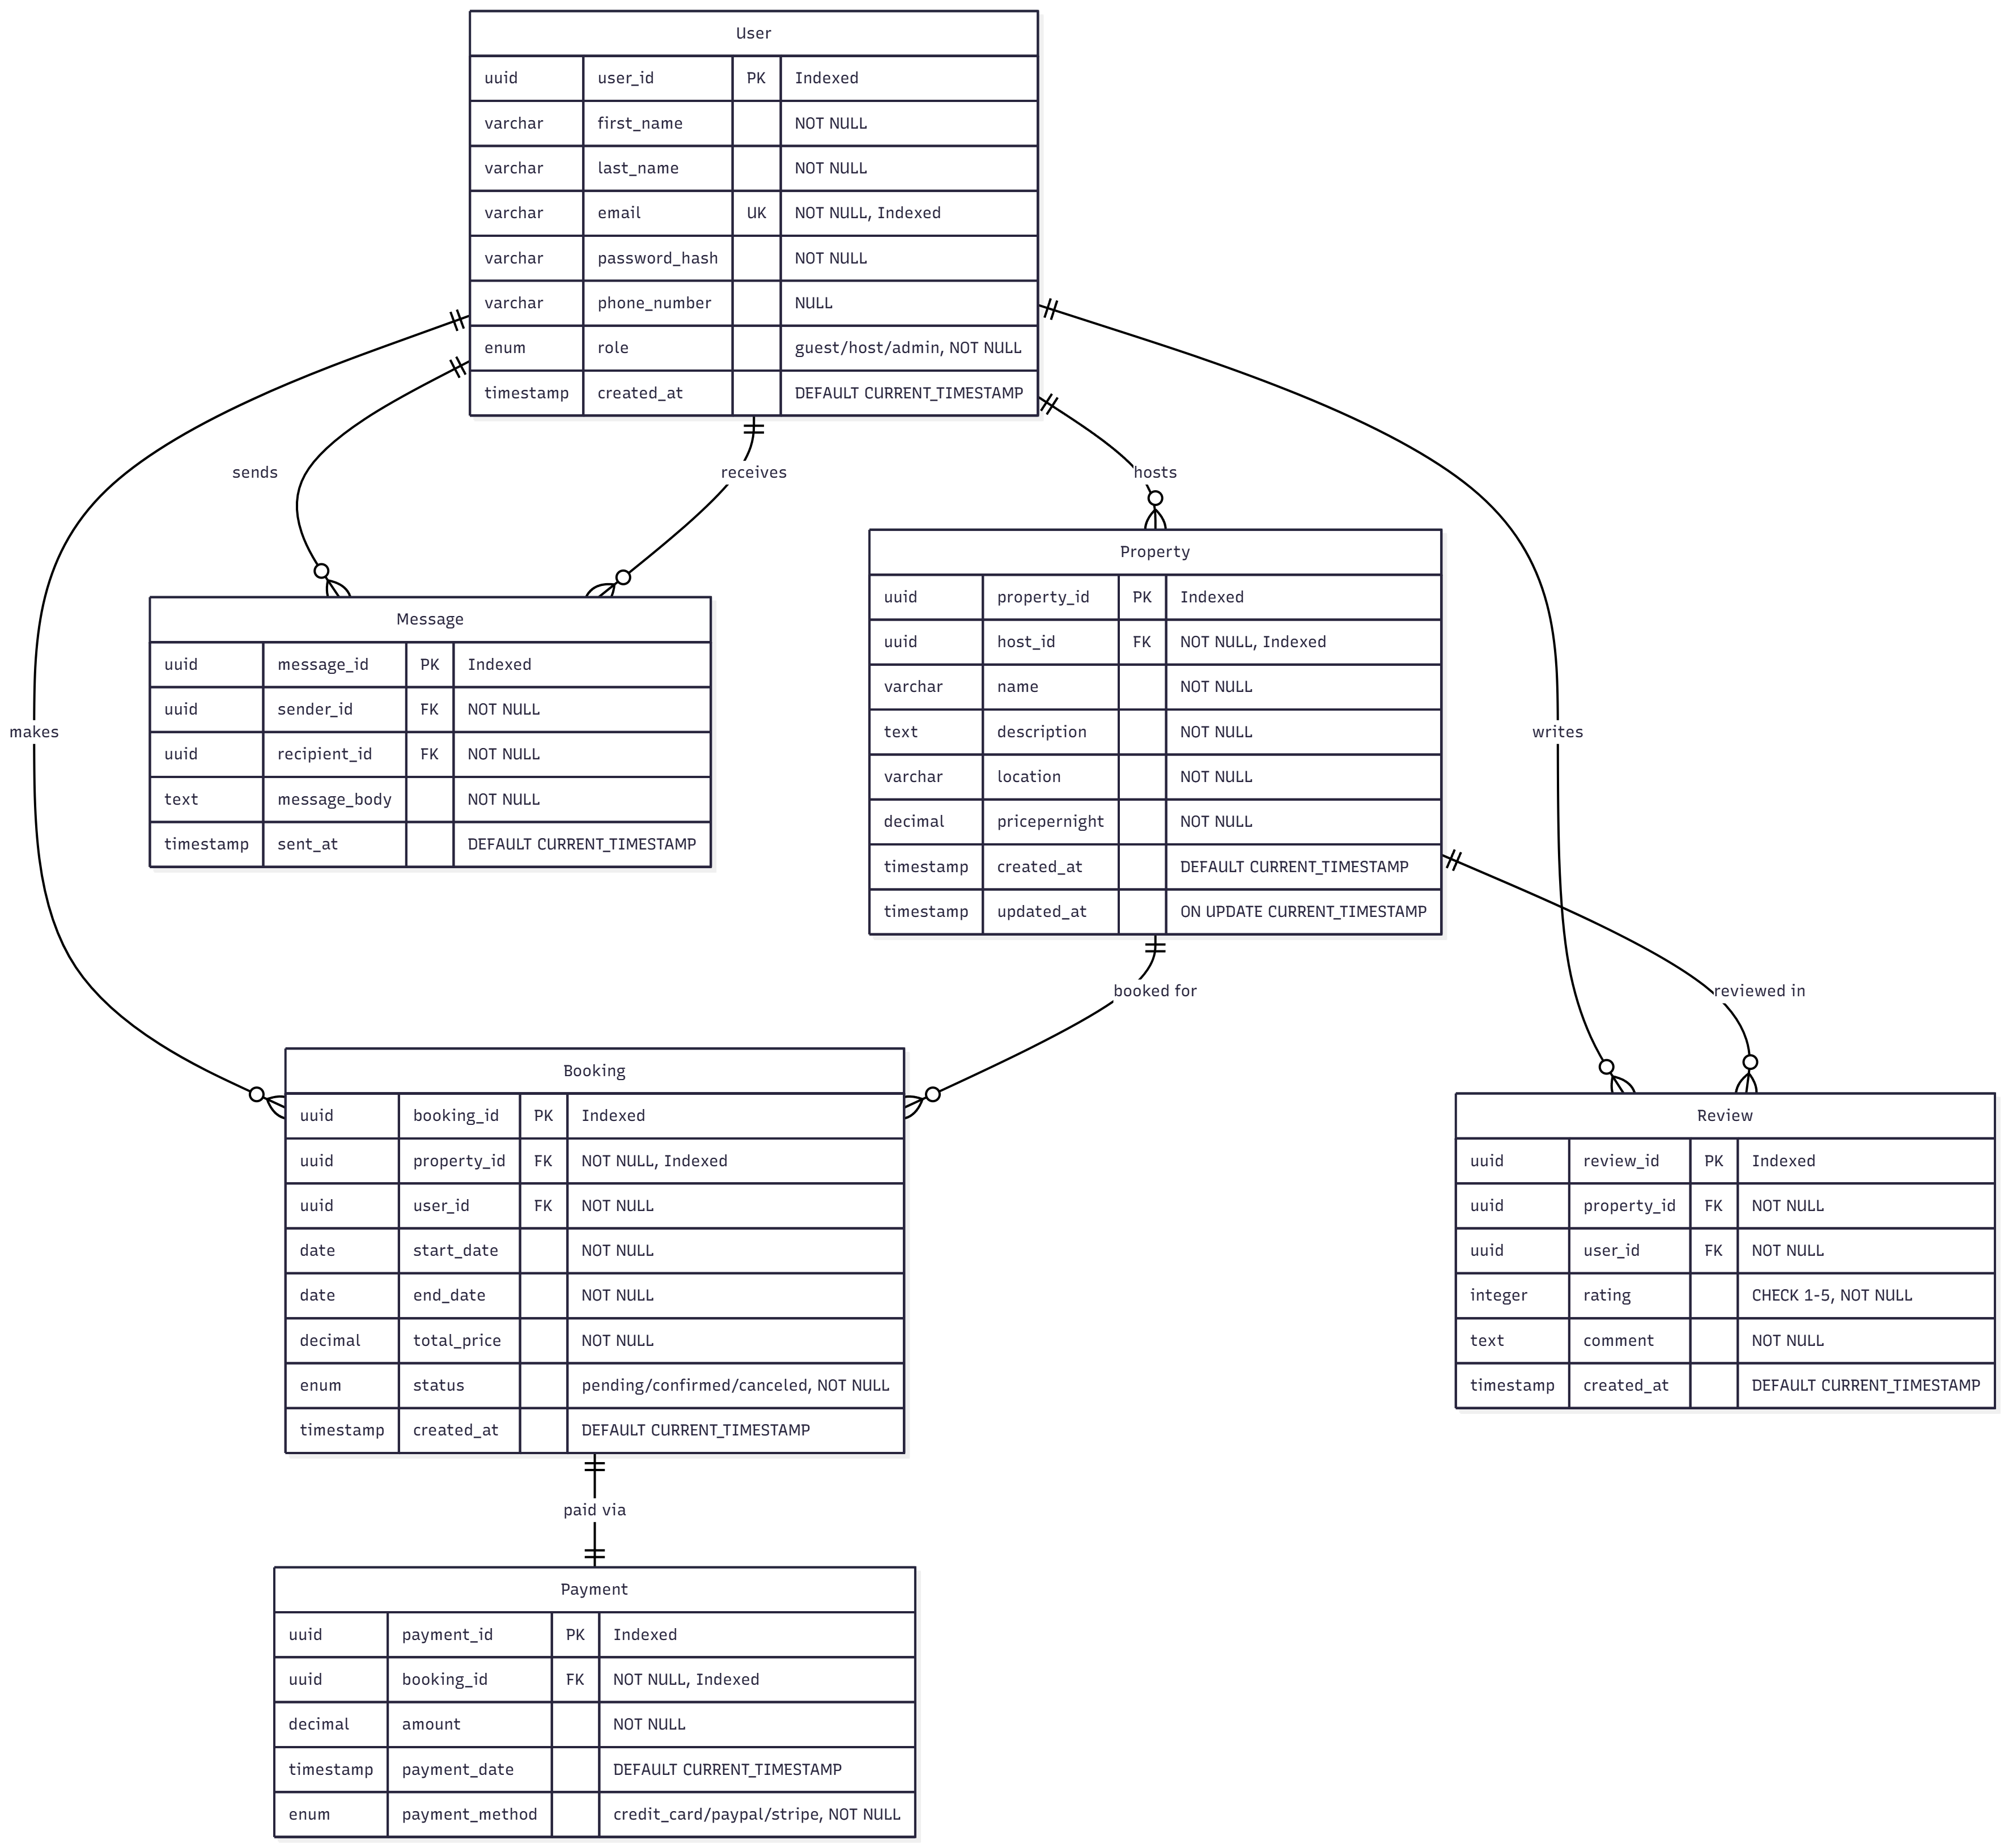 User
uuid user_id PK Indexed
varchar first_name NOT NULL
varchar last_name NOT NULL
varchar email UK NOT NULL, Indexed
varchar password_hash NOT NULL
varchar phone_number NULL
enum role guest/host/admin, NOT NULL
timestamp created_at DEFAULT CURRENT_TIMESTAMP
sends
receives
hosts
Message
uuid message_id PK Indexed
uuid sender_id FK NOT NULL
uuid recipient_id FK NOT NULL
text message_body NOT NULL
timestamp sent_at DEFAULT CURRENT_TIMESTAMP
Property
uuid property_id PK Indexed
uuid host_id FK NOT NULL, Indexed
varchar name NOT NULL
text description NOT NULL
varchar location NOT NULL
decimal pricepernight NOT NULL
timestamp created_at DEFAULT CURRENT_TIMESTAMP
timestamp updated_at ON UPDATE CURRENT_TIMESTAMP
makes
writes
booked for
reviewed in
Booking
uuid booking_id PK Indexed
uuid property_id FK NOT NULL, Indexed
uuid user_id FK NOT NULL
date start_date NOT NULL
date end_date NOT NULL
decimal total_price NOT NULL
enum status pending/confirmed/canceled, NOT NULL
timestamp created_at DEFAULT CURRENT_TIMESTAMP
Review
uuid review_id PK Indexed
uuid property_id FK NOT NULL
uuid user_id FK NOT NULL
integer rating CHECK 1-5, NOT NULL
text comment NOT NULL
timestamp created_at DEFAULT CURRENT_TIMESTAMP
paid via
Payment
uuid payment_id PK Indexed
uuid booking_id FK NOT NULL, Indexed
decimal amount NOT NULL
timestamp payment_date DEFAULT CURRENT_TIMESTAMP
enum payment_method credit_card/paypal/stripe, NOT NULL